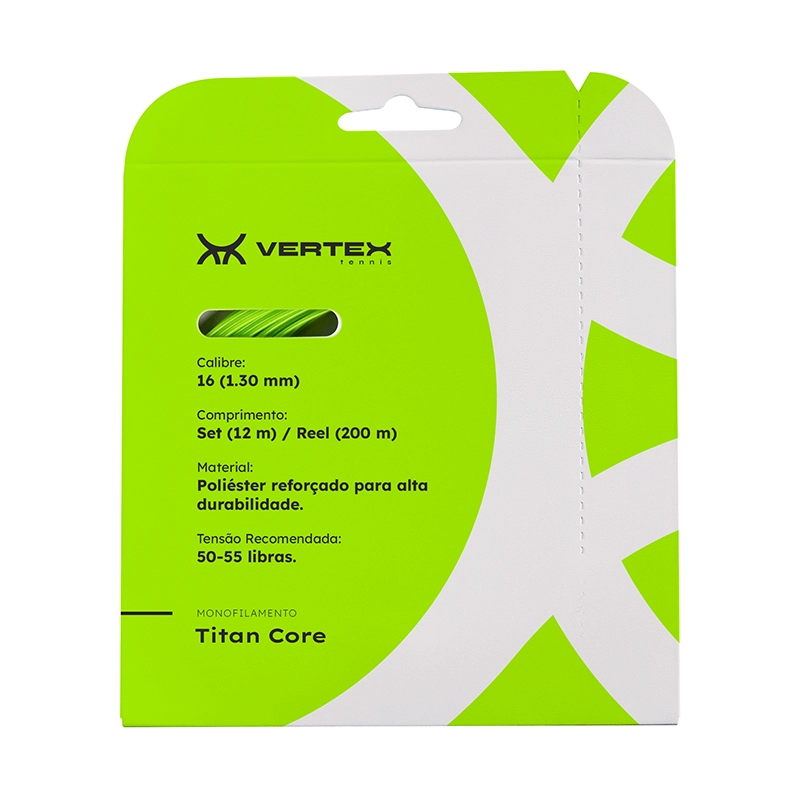 VERTEX
tennis
Calibre:
16 (1.30 mm)
Comprimento:
Set (12 m) / Reel (200 m)
Material:
Poliéster reforçado para alta
durabilidade.
Tensão Recomendada:
50-55 libras.
MONOFILAMENTO
Titan Core